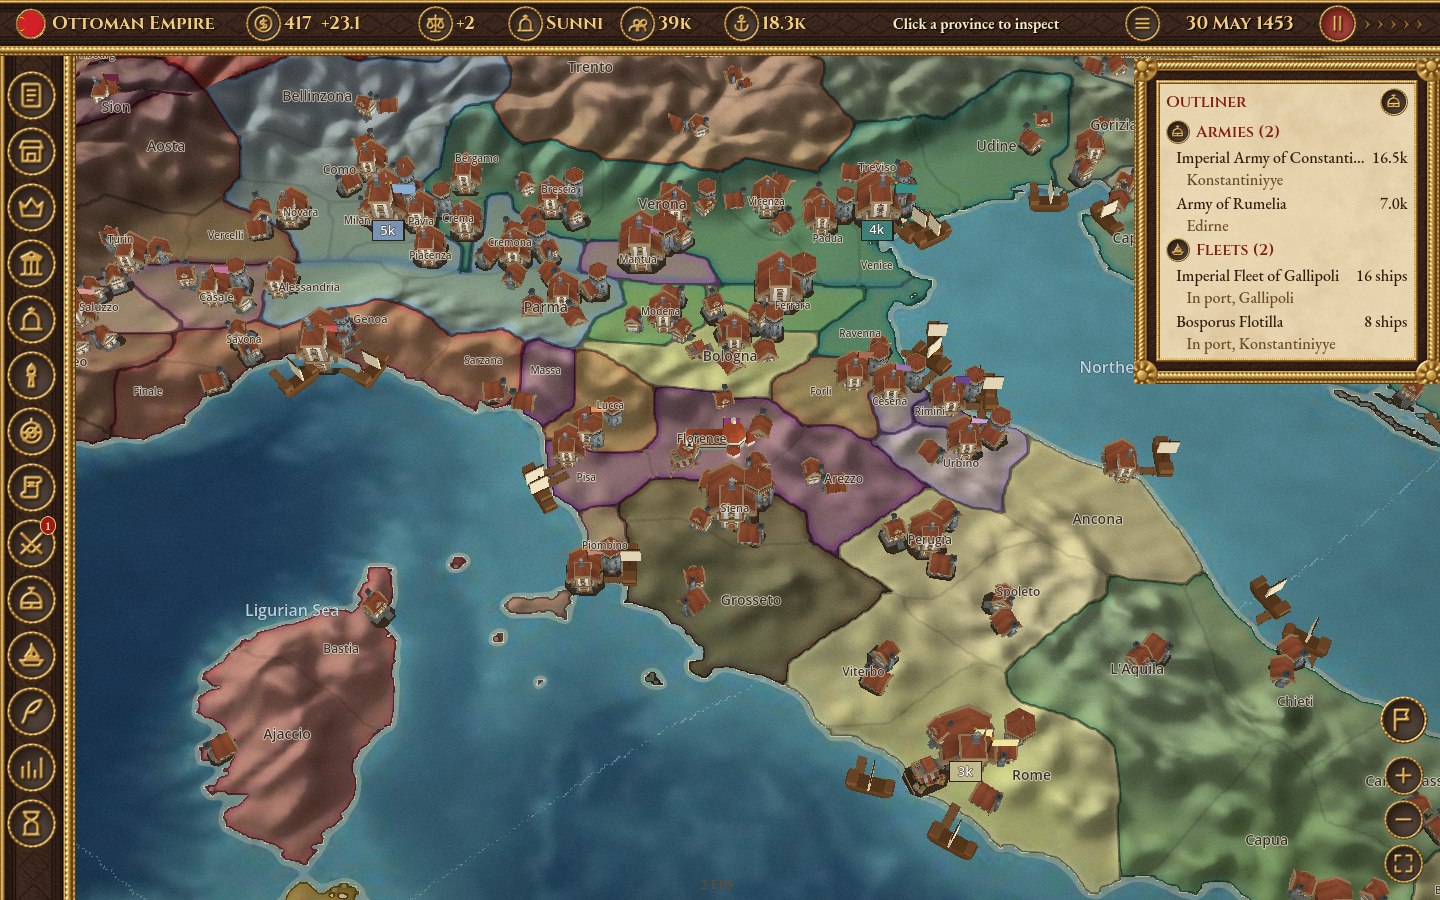 OTTOMAN EMPIRE
417 +23.1
+2
SUNNI
39K
18.3K
Click a province to inspect
30 MAY 1453
OUTLINER
ARMIES (2)
Imperial Army of Constanti... 16.5k
Konstantiniyye
Army of Rumelia 7.0k
Edirne
FLEETS (2)
Imperial Fleet of Gallipoli 16 ships
In port, Gallipoli
Bosporus Flotilla 8 ships
In port, Konstantiniyye
1
Trento
Bellinzona
Sion
Aosta
Gorizia
Udine
Bergamo
Como
Treviso
Brescia
Verona
Vicenza
Novara
Milan
Pavia
Crema
5k
4k
Vercelli
Turin
Cremona
Padua
Piacenza
Mantua
Venice
Alessandria
Casale
Saluzzo
Parma
Modena
Ferrara
Genoa
Savona
Ravenna
Bologna
Sarzana
Massa
Northe
Finale
Forlì
Cesena
Rimini
Lucca
Florence
Urbino
Pisa
Arezzo
Siena
Ancona
Perugia
Piombino
Spoleto
Grosseto
Ligurian Sea
Bastia
L'Aquila
Viterbo
Chieti
Ajaccio
3k
Rome
Capua
2 FPS